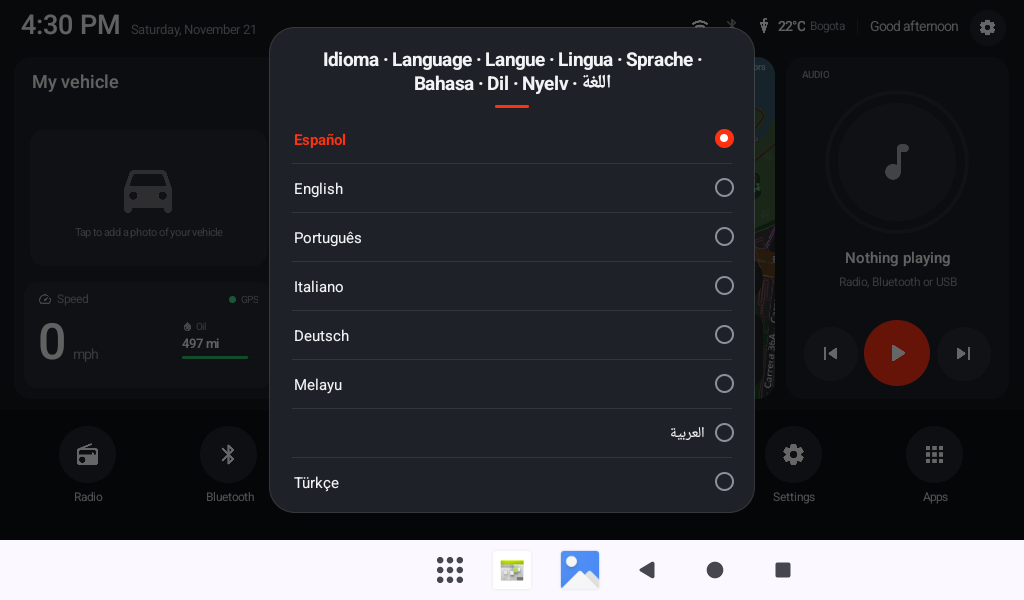 4:30 PM
Saturday, November 21
22°C
Bogota
Good afternoon
My vehicle
Tap to add a photo of your vehicle
Speed
GPS
0 mph
Oil
497 mi
Idioma · Language · Langue · Lingua · Sprache ·
Bahasa · Dil · Nyelv · اللغة
Español
English
Português
Italiano
Deutsch
Melayu
العربية
Türkçe
Carrera 36A
AUDIO
Nothing playing
Radio, Bluetooth or USB
Radio
Bluetooth
Settings
Apps